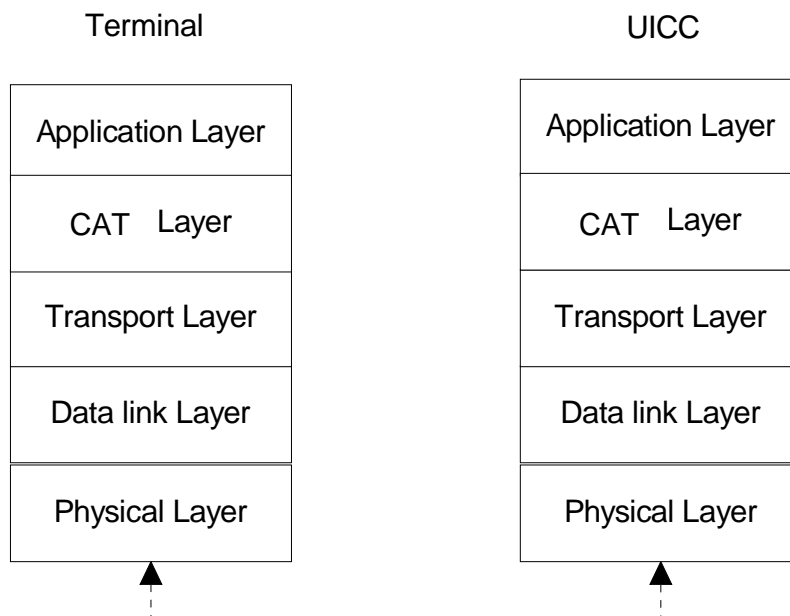 Terminal
UICC
Application Layer
Application Layer
CAT Layer
CAT Layer
Transport Layer
Transport Layer
Data link Layer
Data link Layer
Physical Layer
Physical Layer